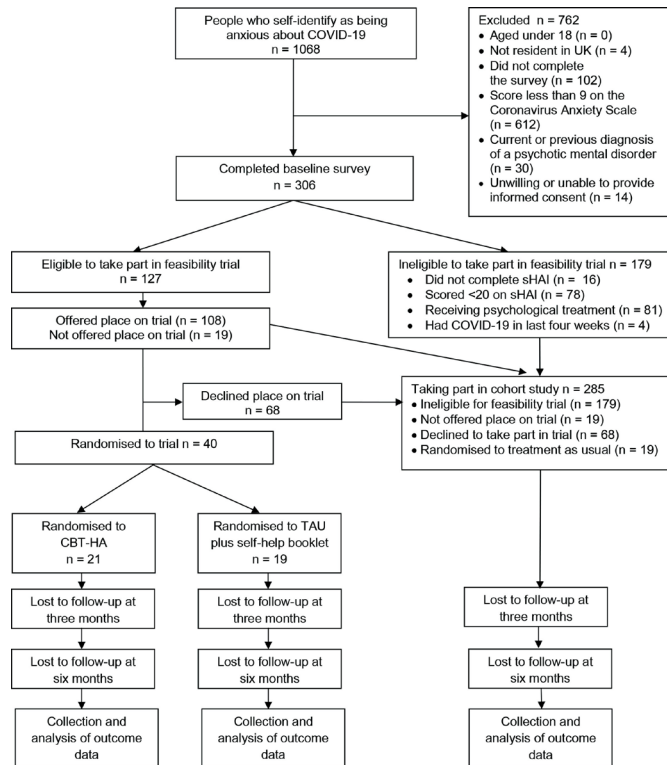 People who self-identify as being
anxious about COVID-19
n = 1068
Excluded n = 762
• Aged under 18 (n = 0)
• Not resident in UK (n = 4)
• Did not complete
the survey (n = 102)
• Score less than 9 on the
Coronavirus Anxiety Scale
(n = 612)
• Current or previous diagnosis
of a psychotic mental disorder
(n = 30)
• Unwilling or unable to provide
informed consent (n = 14)
Completed baseline survey
n = 306
Eligible to take part in feasibility trial
n = 127
Ineligible to take part in feasibility trial n = 179
• Did not complete sHAI (n = 16)
• Scored <20 on sHAI (n = 78)
• Receiving psychological treatment (n = 81)
• Had COVID-19 in last four weeks (n = 4)
Offered place on trial (n = 108)
Not offered place on trial (n = 19)
Declined place on trial
n = 68
Taking part in cohort study n = 285
• Ineligible for feasibility trial (n = 179)
• Not offered place on trial (n = 19)
• Declined to take part in trial (n = 68)
• Randomised to treatment as usual (n = 19)
Randomised to trial n = 40
Randomised to
CBT-HA
n = 21
Randomised to TAU
plus self-help booklet
n = 19
Lost to follow-up at
three months
Lost to follow-up at
three months
Lost to follow-up at
three months
Lost to follow-up at
six months
Lost to follow-up at
six months
Lost to follow-up at
six months
Collection and
analysis of outcome
data
Collection and
analysis of outcome
data
Collection and
analysis of outcome
data